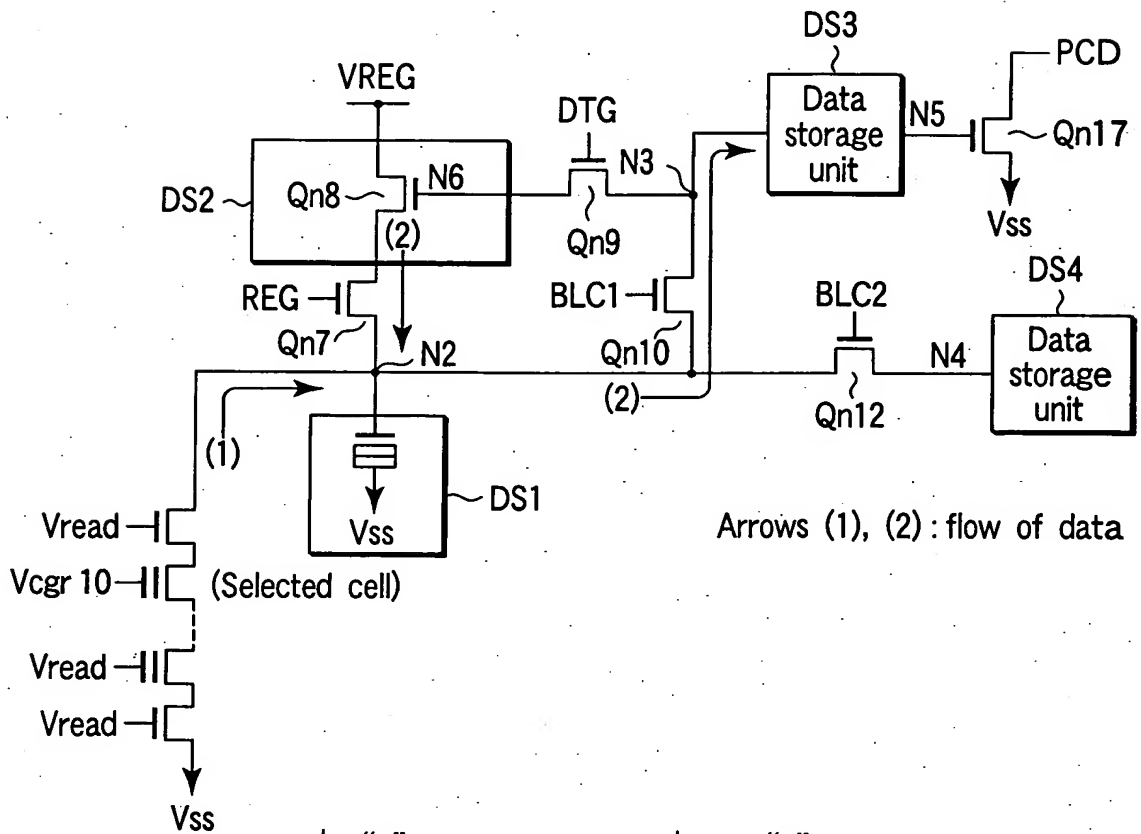 DS3
VREG
PCD
DTG
Data
storage
unit
N5
Qn17
N3
N6
Qn8
DS2
(2)
Qn9
Vss
DS4
REG
BLC1
BLC2
Qn7
N2
Qn10
Data
storage
unit
N4
(2)
Qn12
(1)
DS1
Vss
Arrows (1), (2) : flow of data
Vread
Vcgr 10
(Selected cell)
Vread
Vread
Vss